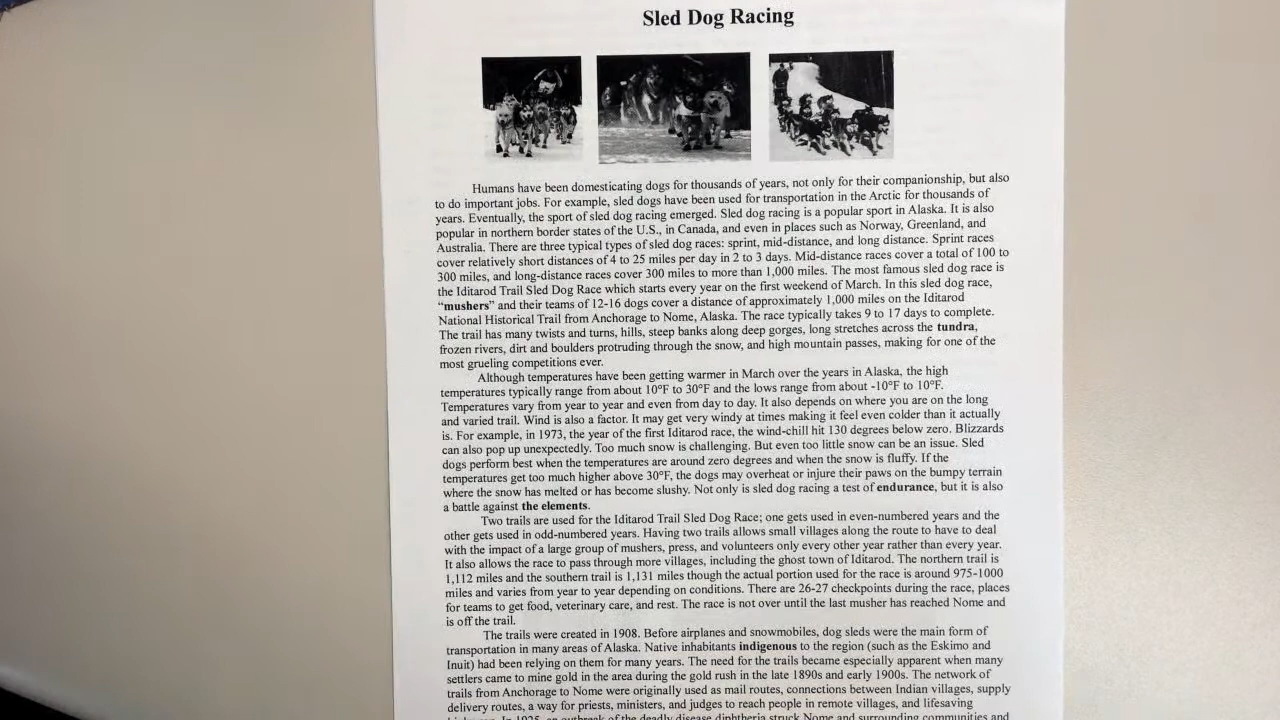 Sled Dog Racing
Humans have been domesticating dogs for thousands of years, not only for their companionship, but also
to do important jobs. For example, sled dogs have been used for transportation in the Arctic for thousands of
years. Eventually, the sport of sled dog racing emerged. Sled dog racing is a popular sport in Alaska. It is also
popular in northern border states of the U.S., in Canada, and even in places such as Norway, Greenland, and
Australia. There are three typical types of sled dog races: sprint, mid-distance, and long distance. Sprint races
cover relatively short distances of 4 to 25 miles per day in 2 to 3 days. Mid-distance races cover a total of 100 to
300 miles, and long-distance races cover 300 miles to more than 1,000 miles. The most famous sled dog race is
the Iditarod Trail Sled Dog Race which starts every year on the first weekend of March. In this sled dog race,
“mushers” and their teams of 12-16 dogs cover a distance of approximately 1,000 miles on the Iditarod
National Historical Trail from Anchorage to Nome, Alaska. The race typically takes 9 to 17 days to complete.
The trail has many twists and turns, hills, steep banks along deep gorges, long stretches across the tundra,
frozen rivers, dirt and boulders protruding through the snow, and high mountain passes, making for one of the
most grueling competitions ever.
Although temperatures have been getting warmer in March over the years in Alaska, the high
temperatures typically range from about 10°F to 30°F and the lows range from about -10°F to 10°F.
Temperatures vary from year to year and even from day to day. It also depends on where you are on the long
and varied trail. Wind is also a factor. It may get very windy at times making it feel even colder than it actually
is. For example, in 1973, the year of the first Iditarod race, the wind-chill hit 130 degrees below zero. Blizzards
can also pop up unexpectedly. Too much snow is challenging. But even too little snow can be an issue. Sled
dogs perform best when the temperatures are around zero degrees and when the snow is fluffy. If the
temperatures get too much higher above 30°F, the dogs may overheat or injure their paws on the bumpy terrain
where the snow has melted or has become slushy. Not only is sled dog racing a test of endurance, but it is also
a battle against the elements.
Two trails are used for the Iditarod Trail Sled Dog Race; one gets used in even-numbered years and the
other gets used in odd-numbered years. Having two trails allows small villages along the route to have to deal
with the impact of a large group of mushers, press, and volunteers only every other year rather than every year.
It also allows the race to pass through more villages, including the ghost town of Iditarod. The northern trail is
1,112 miles and the southern trail is 1,131 miles though the actual portion used for the race is around 975-1000
miles and varies from year to year depending on conditions. There are 26-27 checkpoints during the race, places
for teams to get food, veterinary care, and rest. The race is not over until the last musher has reached Nome and
is off the trail.
The trails were created in 1908. Before airplanes and snowmobiles, dog sleds were the main form of
transportation in many areas of Alaska. Native inhabitants indigenous to the region (such as the Eskimo and
Inuit) had been relying on them for many years. The need for the trails became especially apparent when many
settlers came to mine gold in the area during the gold rush in the late 1890s and early 1900s. The network of
trails from Anchorage to Nome were originally used as mail routes, connections between Indian villages, supply
delivery routes, a way for priests, ministers, and judges to reach people in remote villages, and lifesaving
In 1925, an outbreak of the deadly disease diphtheria struck Nome and surrounding communities and